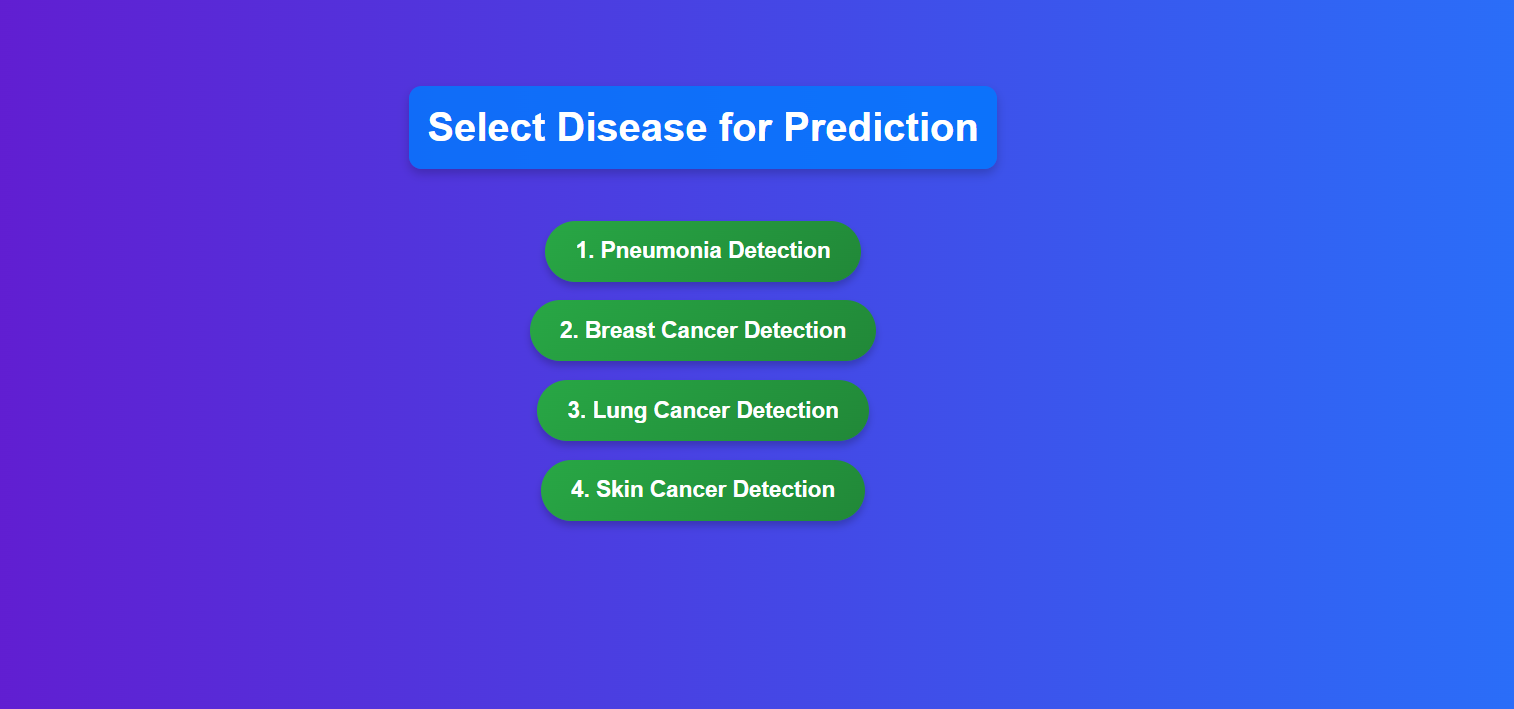 Select Disease for Prediction
1. Pneumonia Detection
2. Breast Cancer Detection
3. Lung Cancer Detection
4. Skin Cancer Detection